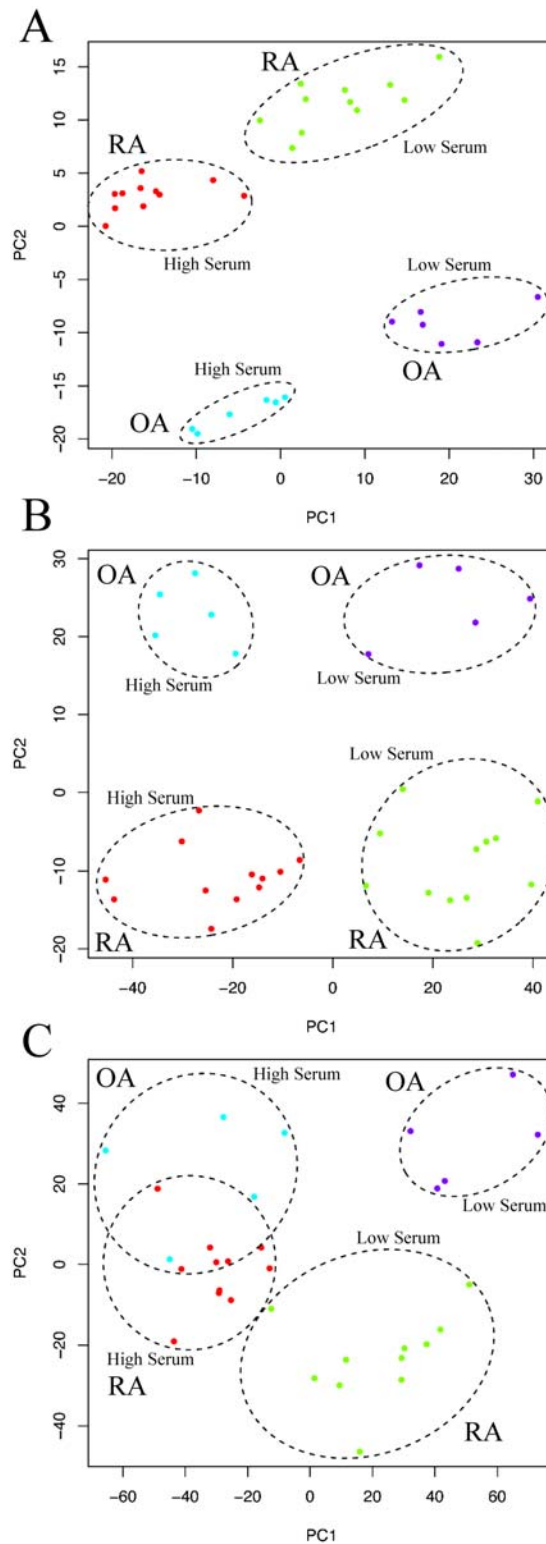 A
RA
Low Serum
RA
High Serum
Low Serum
OA
High Serum
OA
15
10
5
0
−5
−10
−15
−20
PC2
−20 −10 0 10 20 30
PC1
B
OA
High Serum
OA
Low Serum
Low Serum
High Serum
RA
RA
30
20
10
0
−10
−20
PC2
−40 −20 0 20 40
PC1
C
OA
High Serum
OA
Low Serum
Low Serum
High Serum
RA
RA
40
20
0
−20
−40
PC2
−60 −40 −20 0 20 40 60
PC1